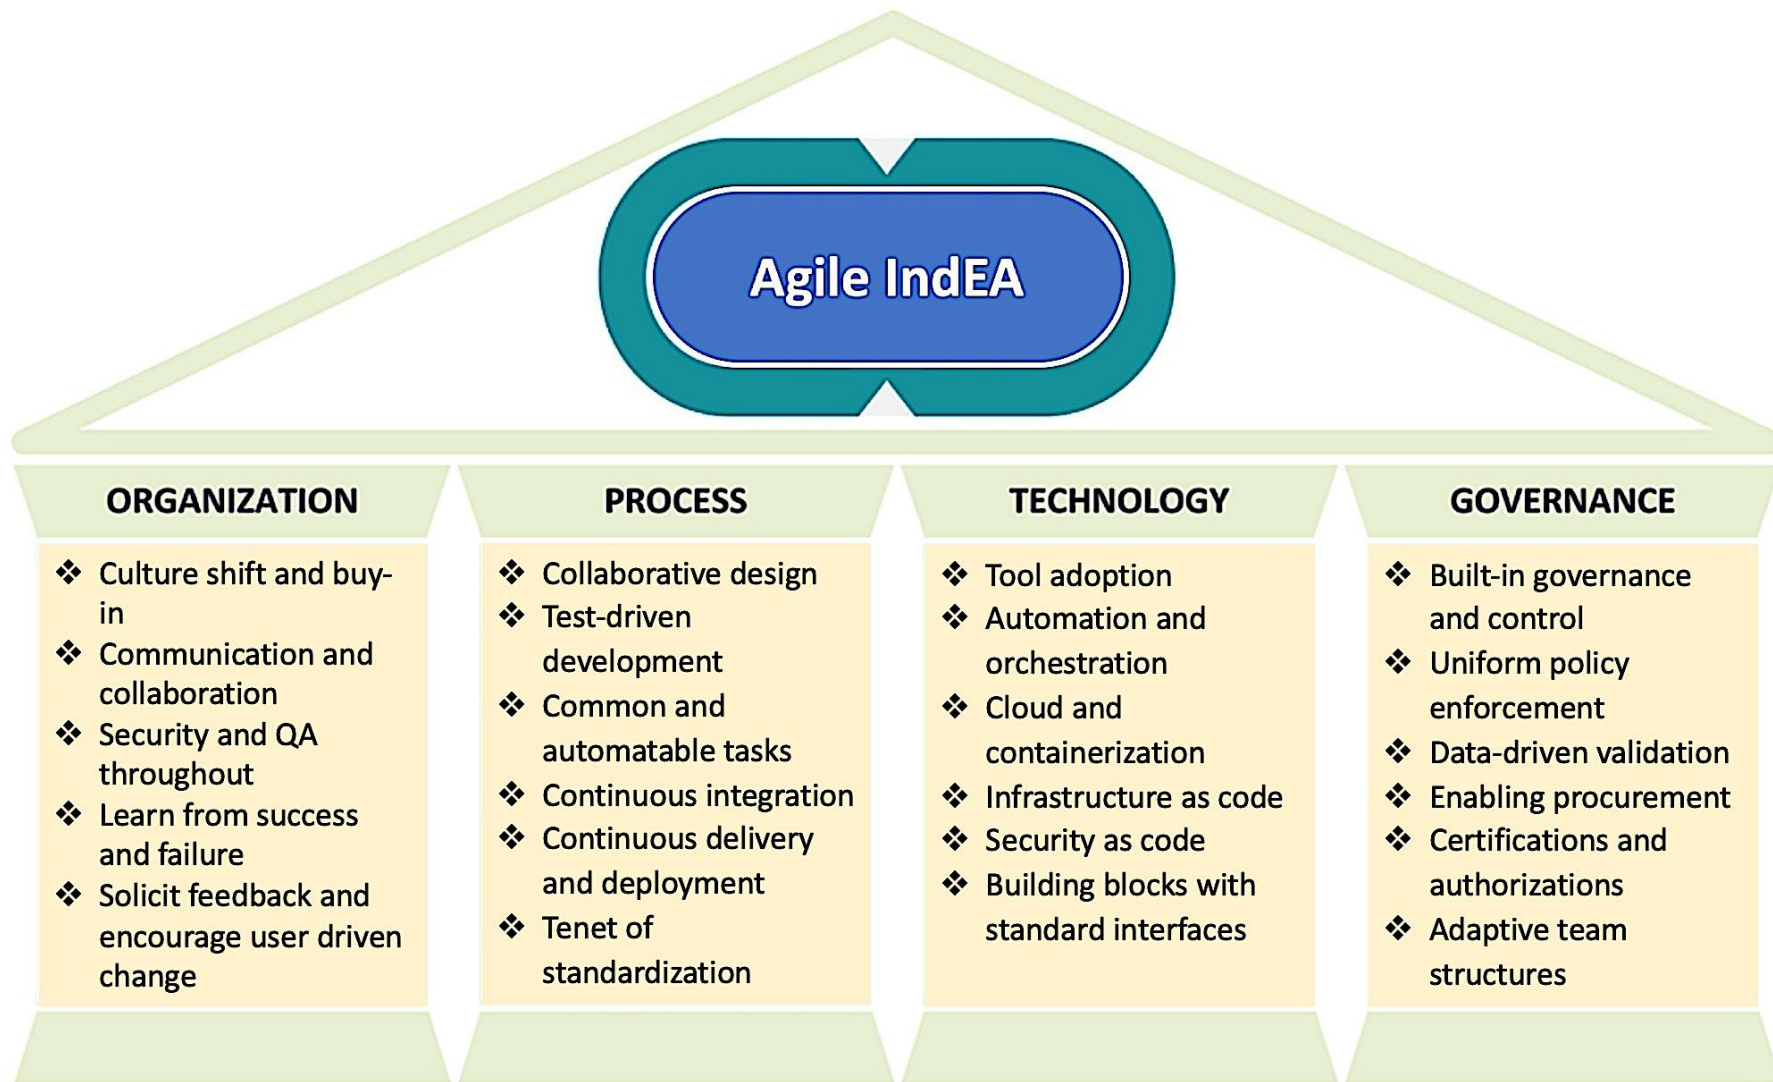 Agile IndEA
ORGANIZATION
❖ Culture shift and buy-
in
❖ Communication and
collaboration
❖ Security and QA
throughout
❖ Learn from success
and failure
❖ Solicit feedback and
encourage user driven
change
PROCESS
❖ Collaborative design
❖ Test-driven
development
❖ Common and
automatable tasks
❖ Continuous integration
❖ Continuous delivery
and deployment
❖ Tenet of
standardization
TECHNOLOGY
❖ Tool adoption
❖ Automation and
orchestration
❖ Cloud and
containerization
❖ Infrastructure as code
❖ Security as code
❖ Building blocks with
standard interfaces
GOVERNANCE
❖ Built-in governance
and control
❖ Uniform policy
enforcement
❖ Data-driven validation
❖ Enabling procurement
❖ Certifications and
authorizations
❖ Adaptive team
structures